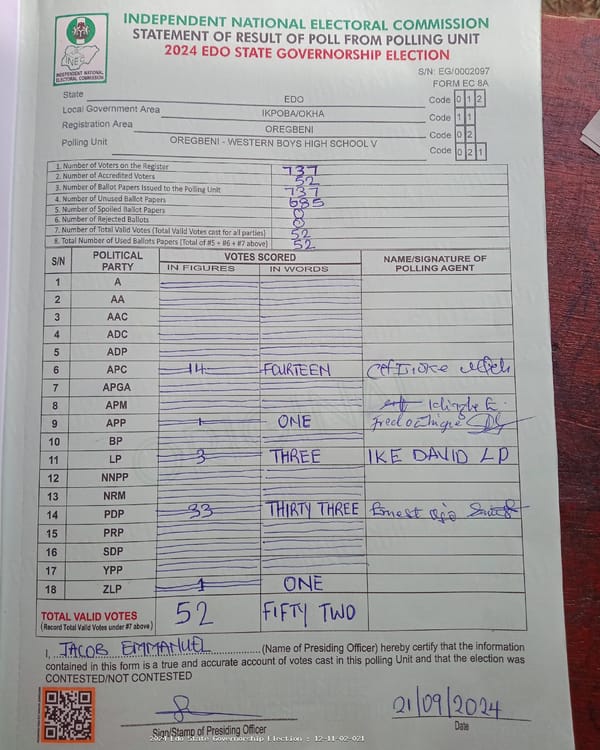 INDEPENDENT NATIONAL ELECTORAL COMMISSION
STATEMENT OF RESULT OF POLL FROM POLLING UNIT
2024 EDO STATE GOVERNORSHIP ELECTION
INDEPENDENT NATIONAL
ELECTORAL COMMISSION
S/N: EG/0002097
FORM EC 8A
State EDO Code 0 1 2
Local Government Area IKPOBA/OKHA Code 1 1
Registration Area OREGBENI Code 0 2
Polling Unit OREGBENI - WESTERN BOYS HIGH SCHOOL V Code 0 2 1
1. Number of Voters on the Register 737
2. Number of Accredited Voters 52
3. Number of Ballot Papers Issued to the Polling Unit 737
4. Number of Unused Ballot Papers 685
5. Number of Spoiled Ballot Papers 0
6. Number of Rejected Ballots 0
7. Number of Total Valid Votes (Total Valid Votes cast for all parties) 52
8. Total Number of Used Ballots Papers (Total of #5 + #6 + #7 above) 52
S/N POLITICAL PARTY VOTES SCORED NAME/SIGNATURE OF POLLING AGENT
IN FIGURES IN WORDS
1 A
2 AA
3 AAC
4 ADC
5 ADP
6 APC 14 FOURTEEN
7 APGA
8 APM
9 APP 1 ONE
10 BP
11 LP 3 THREE IKE DAVID LP
12 NNPP
13 NRM
14 PDP 33 THIRTY THREE Ernest
15 PRP
16 SDP
17 YPP
18 ZLP 1 ONE
TOTAL VALID VOTES 52 FIFTY TWO
(Record Total Valid Votes under #7 above)
I, JACOB EMMANUEL (Name of Presiding Officer) hereby certify that the information
contained in this form is a true and accurate account of votes cast in this polling Unit and that the election was
CONTESTED/NOT CONTESTED
21/09/2024
Sign/Stamp of Presiding Officer Date
2024 Edo State Governorship Election : 12-11-02-021